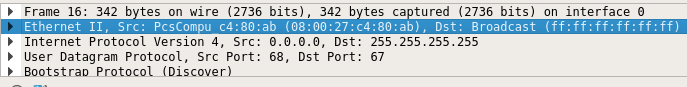 Frame 16: 342 bytes on wire (2736 bits), 342 bytes captured (2736 bits) on interface 0
Ethernet II, Src: PcsCompu_c4:80:ab (08:00:27:c4:80:ab), Dst: Broadcast (ff:ff:ff:ff:ff:ff)
Internet Protocol Version 4, Src: 0.0.0.0, Dst: 255.255.255.255
User Datagram Protocol, Src Port: 68, Dst Port: 67
Bootstrap Protocol (Discover)